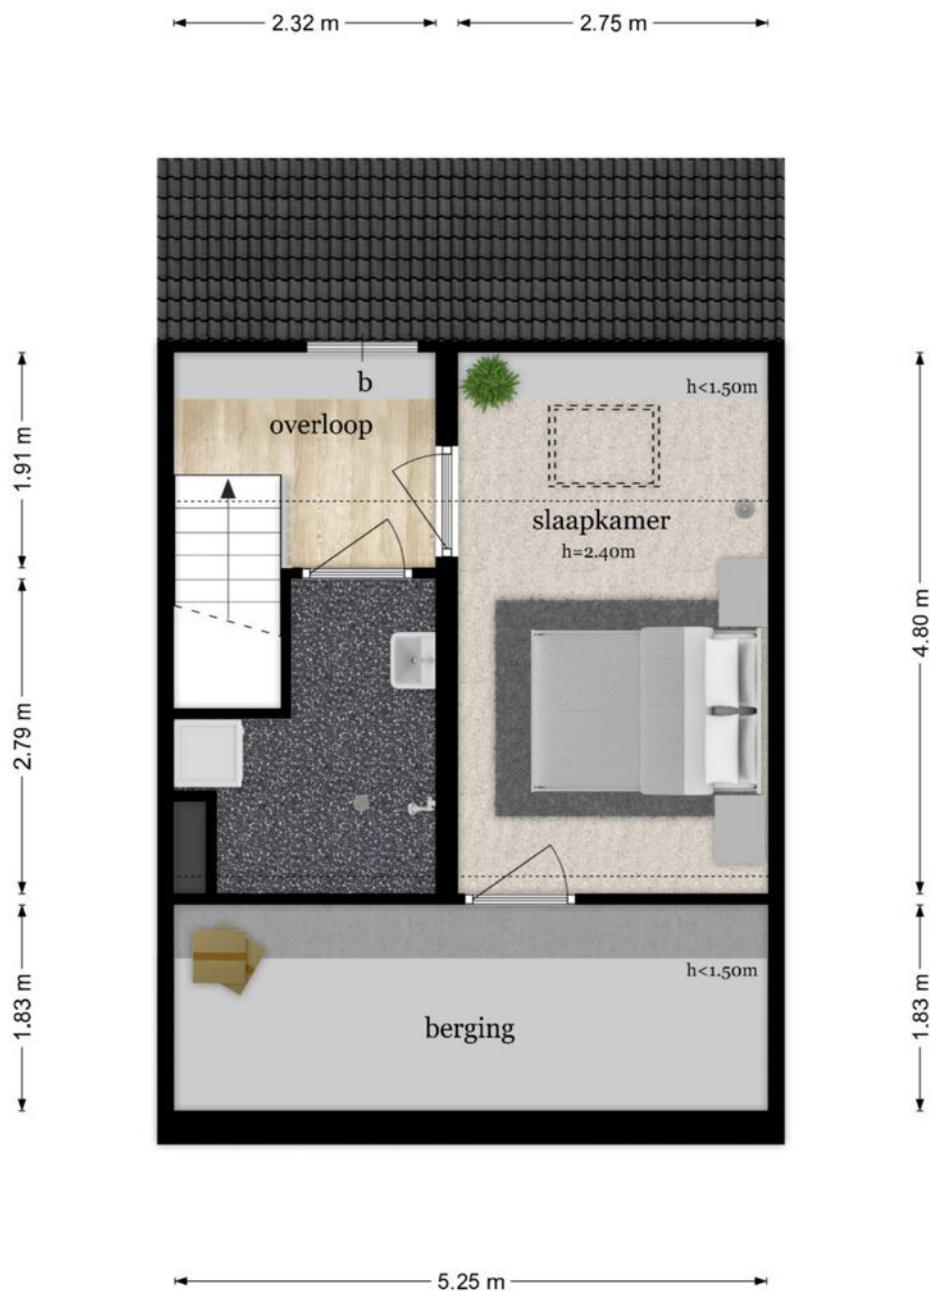 2.32 m
2.75 m
b
h<1.50m
overloop
1.91 m
slaapkamer
h=2.40m
4.80 m
2.79 m
h<1.50m
1.83 m
1.83 m
berging
5.25 m